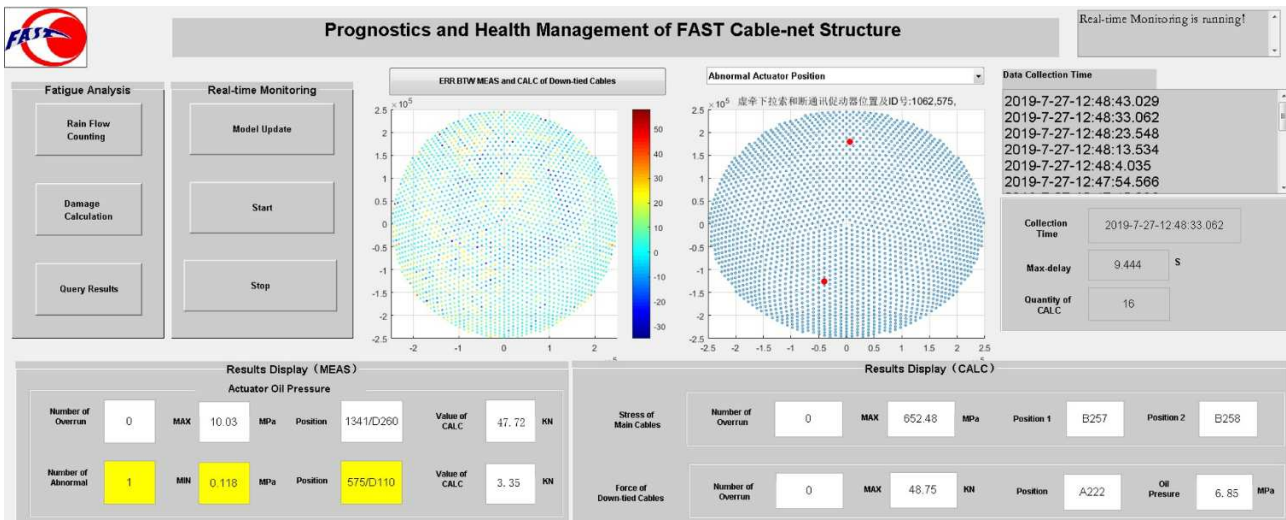 FAST
Prognostics and Health Management of FAST Cable-net Structure
Real-time Monitoring is running!
Fatigue Analysis
Rain Flow
Counting
Damage
Calculation
Query Results
Real-time Monitoring
Model Update
Start
Stop
ERR BTW MEAS and CALC of Down-tied Cables
2.5 ×10⁵
2
1.5
1
0.5
0
-0.5
-1
-1.5
-2
-2.5
-2 -1 0 1 2
50
40
30
20
10
0
-10
-20
-30
Abnormal Actuator Position
2.5 ×10⁵ 虚牵下拉索和断通讯促动器位置及ID号:1062,575,
2
1.5
1
0.5
0
-0.5
-1
-1.5
-2
-2.5
-2.5 -2 -1.5 -1 -0.5 0 0.5 1 1.5 2 2.5
Data Collection Time
2019-7-27-12:48:43.029
2019-7-27-12:48:33.062
2019-7-27-12:48:23.548
2019-7-27-12:48:13.534
2019-7-27-12:48:4.035
2019-7-27-12:47:54.566
Collection
Time
2019-7-27-12:48:33.062
Max-delay 9.444 S
Quantity of
CALC
16
Results Display (MEAS)
Actuator Oil Pressure
Number of
Overrun
0 MAX 10.03 MPa Position 1341/D260
Value of
CALC
47.72 KN
Number of
Abnormal
1 MIN 0.118 MPa Position 575/D110
Value of
CALC
3.35 KN
Results Display (CALC)
Stress of
Main Cables
Number of
Overrun
0 MAX 652.48 MPa Position 1 B257 Position 2 B258
Force of
Down-tied Cables
Number of
Overrun
0 MAX 48.75 KN Position A222
Oil
Presure
6.85 MPa